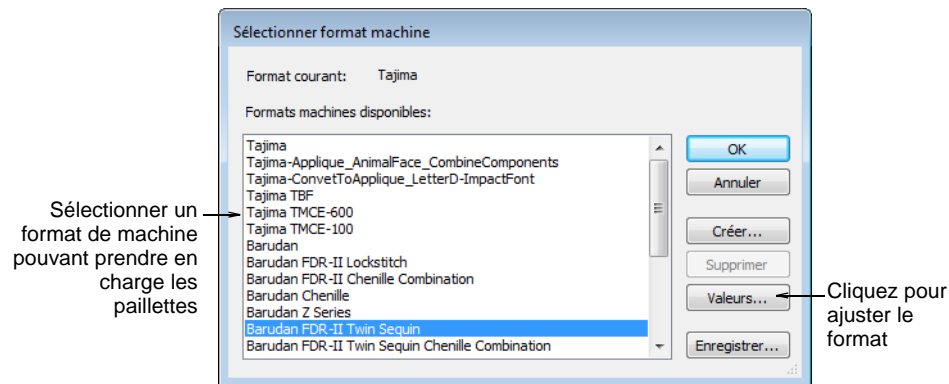 Sélectionner format machine
Format courant: Tajima
Formats machines disponibles:
Tajima
Tajima-Applique_AnimalFace_CombineComponents
Tajima-ConvetToApplique_LetterD-ImpactFont
Tajima TBF
Tajima TMCE-600
Tajima TMCE-100
Barudan
Barudan FDR-II Lockstitch
Barudan FDR-II Chenille Combination
Barudan Chenille
Barudan Z Series
Barudan FDR-II Twin Sequin
Barudan FDR-II Twin Sequin Chenille Combination
OK
Annuler
Créer...
Supprimer
Valeurs...
Enregistrer...
Sélectionner un
format de machine
pouvant prendre en
charge les
paillettes
Cliquez pour
ajuster le
format